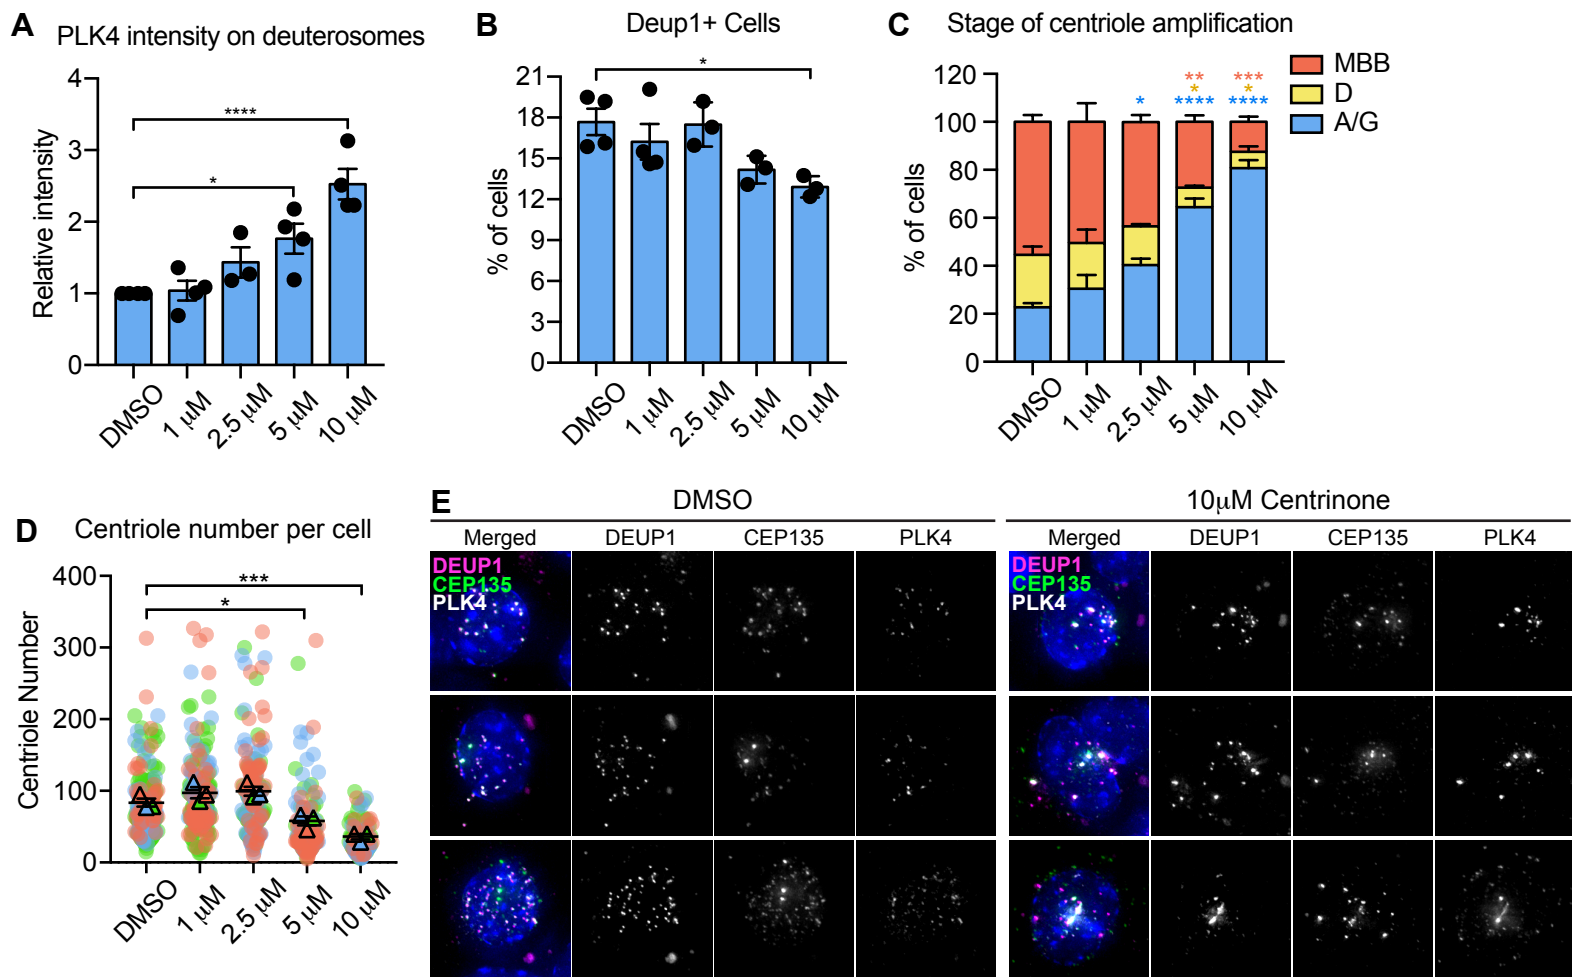 A PLK4 intensity on deuterosomes
4
3
2
1
0
Relative intensity
****
*
DMSO
1 µM
2.5 µM
5 µM
10 µM
B Deup1+ Cells
21
18
15
12
9
6
3
0
% of cells
*
DMSO
1 µM
2.5 µM
5 µM
10 µM
C Stage of centriole amplification
120
100
80
60
40
20
0
% of cells
*
**
*
****
***
*
****
MBB
D
A/G
DMSO
1 µM
2.5 µM
5 µM
10 µM
D Centriole number per cell
400
300
200
100
0
Centriole Number
***
*
DMSO
1 µM
2.5 µM
5 µM
10 µM
E DMSO 10µM Centrinone
Merged DEUP1 CEP135 PLK4 Merged DEUP1 CEP135 PLK4
DEUP1
CEP135
PLK4
DEUP1
CEP135
PLK4